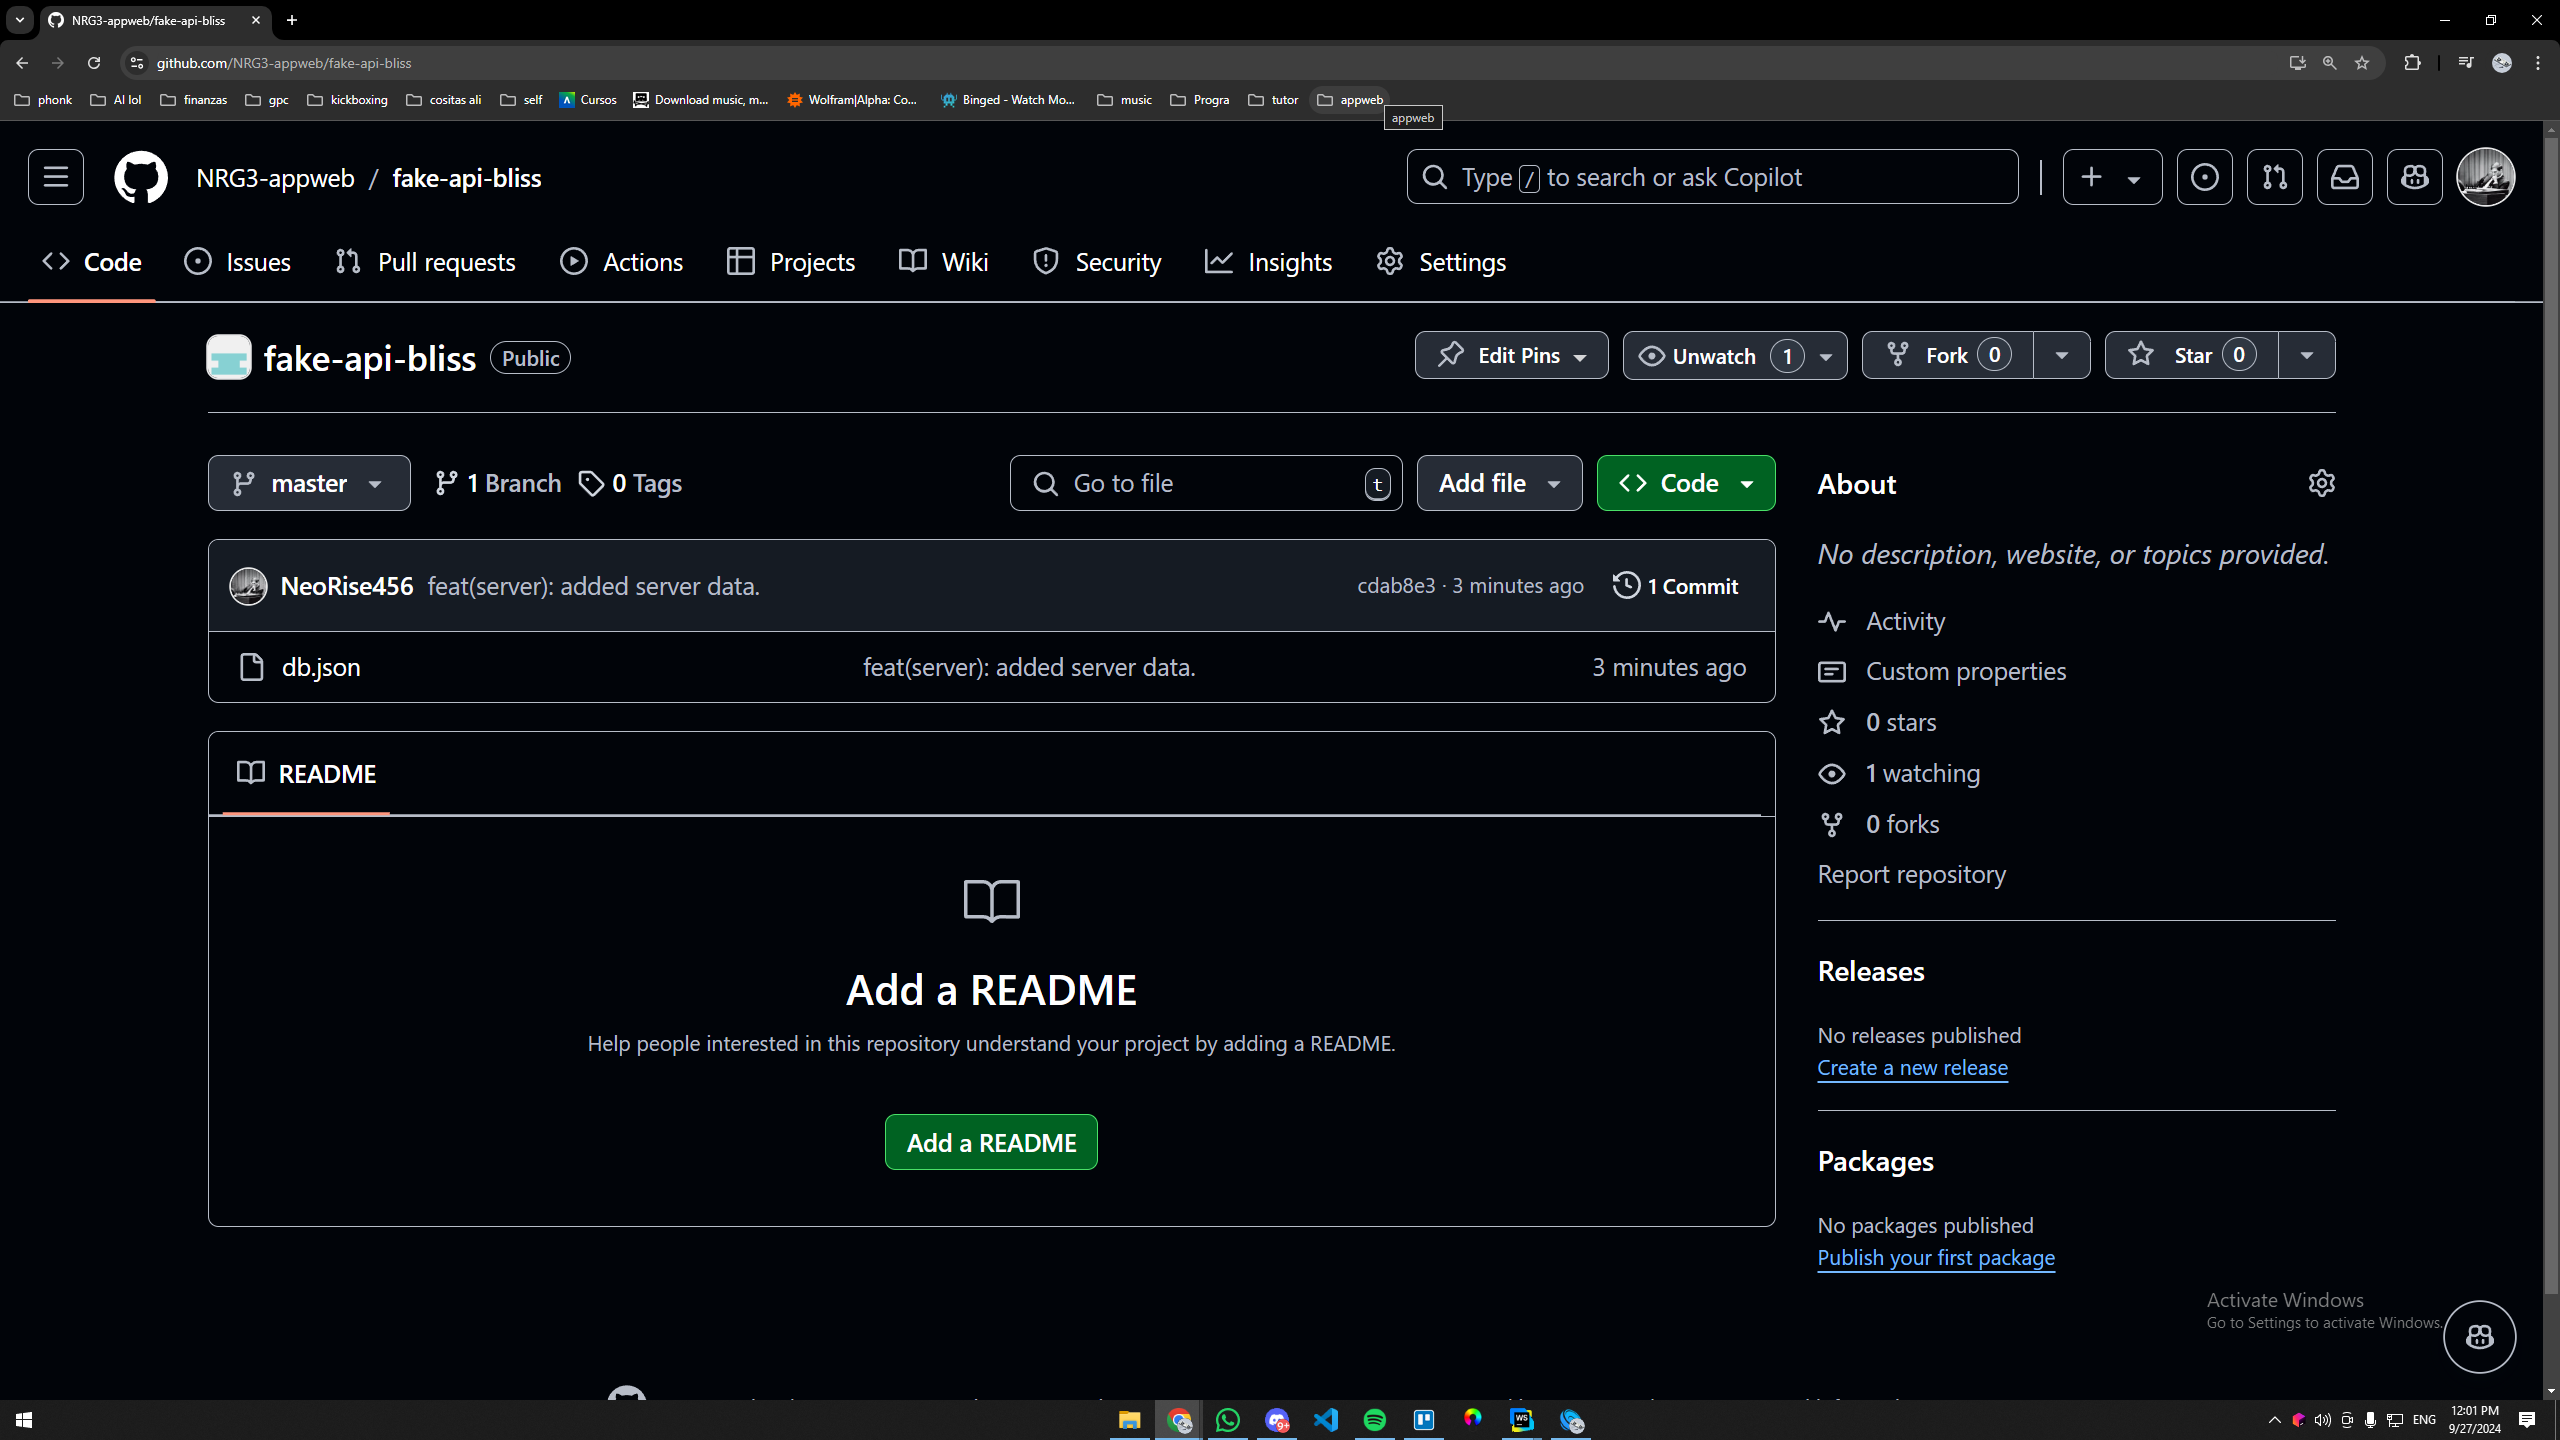 NRG3-appweb/fake-api-bliss
github.com/NRG3-appweb/fake-api-bliss
phonk AI lol finanzas gpc kickboxing cositas ali self Cursos Download music, m... Wolfram|Alpha: Co... Binged - Watch Mo... music Progra tutor appweb
appweb
NRG3-appweb / fake-api-bliss Type / to search or ask Copilot
Code Issues Pull requests Actions Projects Wiki Security Insights Settings
fake-api-bliss Public Edit Pins Unwatch 1 Fork 0 Star 0
master 1 Branch 0 Tags Go to file t Add file Code
NeoRise456 feat(server): added server data. cdab8e3 · 3 minutes ago 1 Commit
db.json feat(server): added server data. 3 minutes ago
README
Add a README
Help people interested in this repository understand your project by adding a README.
Add a README
About
No description, website, or topics provided.
Activity
Custom properties
0 stars
1 watching
0 forks
Report repository
Releases
No releases published
Create a new release
Packages
No packages published
Publish your first package
Activate Windows
Go to Settings to activate Windows.
9+
WS
ENG
12:01 PM
9/27/2024